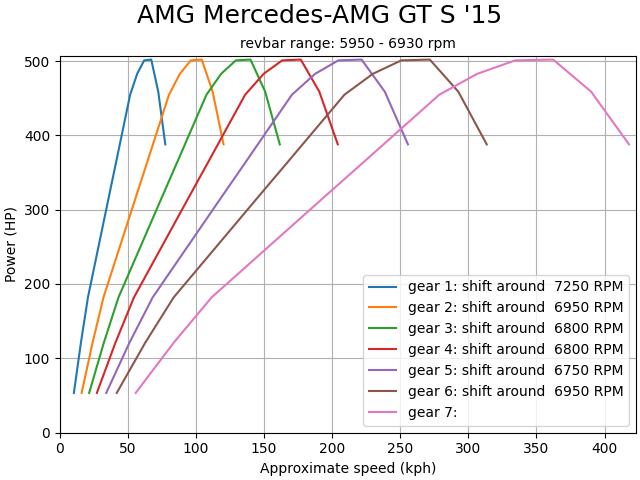 AMG Mercedes-AMG GT S '15
revbar range: 5950 - 6930 rpm
500
400
300
200
100
0
Power (HP)
gear 1: shift around  7250 RPM
gear 2: shift around  6950 RPM
gear 3: shift around  6800 RPM
gear 4: shift around  6800 RPM
gear 5: shift around  6750 RPM
gear 6: shift around  6950 RPM
gear 7:
0 50 100 150 200 250 300 350 400
Approximate speed (kph)